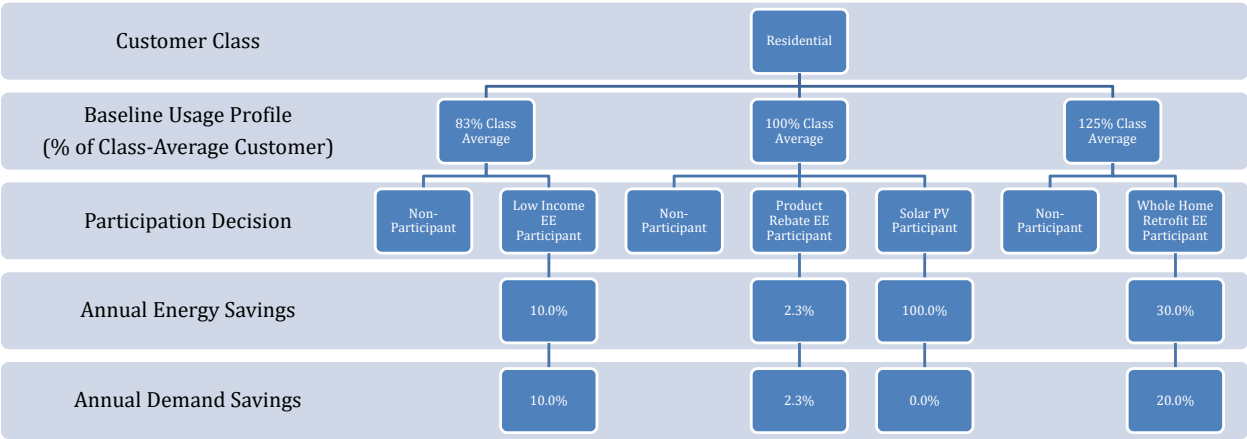 Customer Class
Residential
Baseline Usage Profile
(% of Class-Average Customer)
83% Class
Average
100% Class
Average
125% Class
Average
Participation Decision
Non-
Participant
Low Income
EE
Participant
Non-
Participant
Product
Rebate EE
Participant
Solar PV
Participant
Non-
Participant
Whole Home
Retrofit EE
Participant
Annual Energy Savings
10.0%
2.3%
100.0%
30.0%
Annual Demand Savings
10.0%
2.3%
0.0%
20.0%